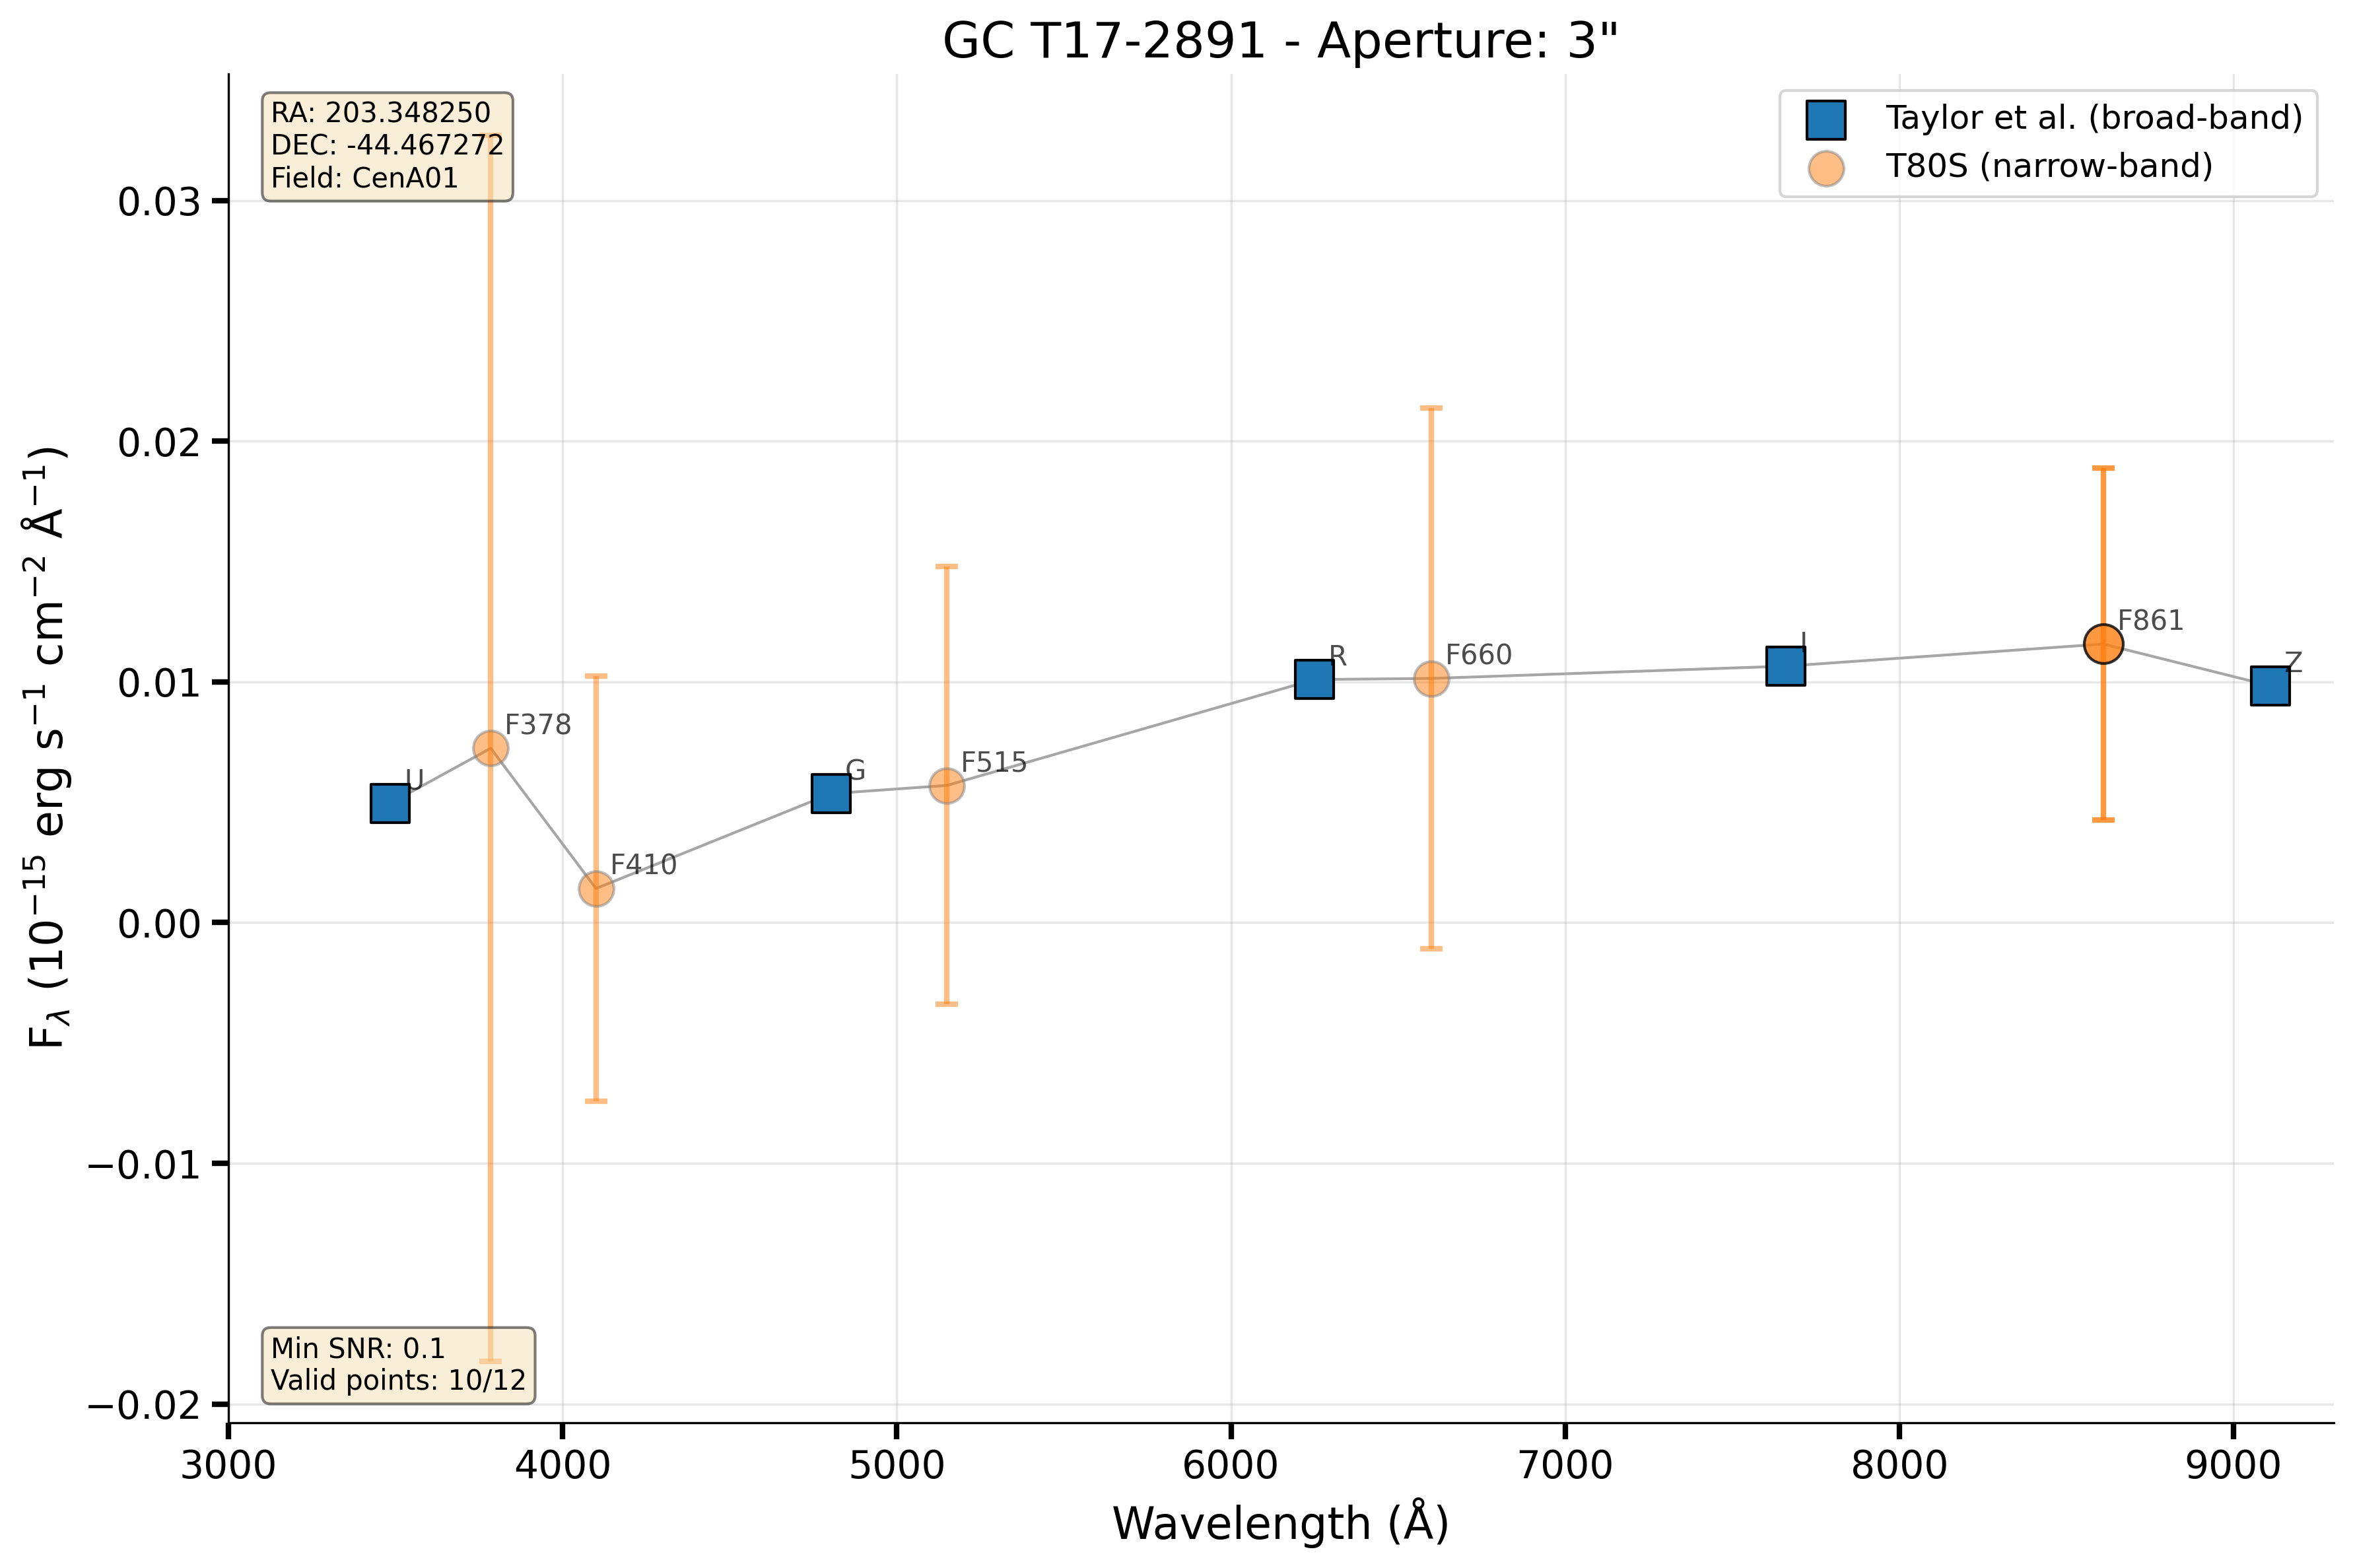 GC T17-2891 - Aperture: 3"
RA: 203.348250
DEC: -44.467272
Field: CenA01
Taylor et al. (broad-band)
T80S (narrow-band)
F_λ (10⁻¹⁵ erg s⁻¹ cm⁻² Å⁻¹)
0.03
0.02
0.01
0.00
−0.01
−0.02
U
F378
F410
G
F515
R
F660
I
F861
Z
Min SNR: 0.1
Valid points: 10/12
3000 4000 5000 6000 7000 8000 9000
Wavelength (Å)